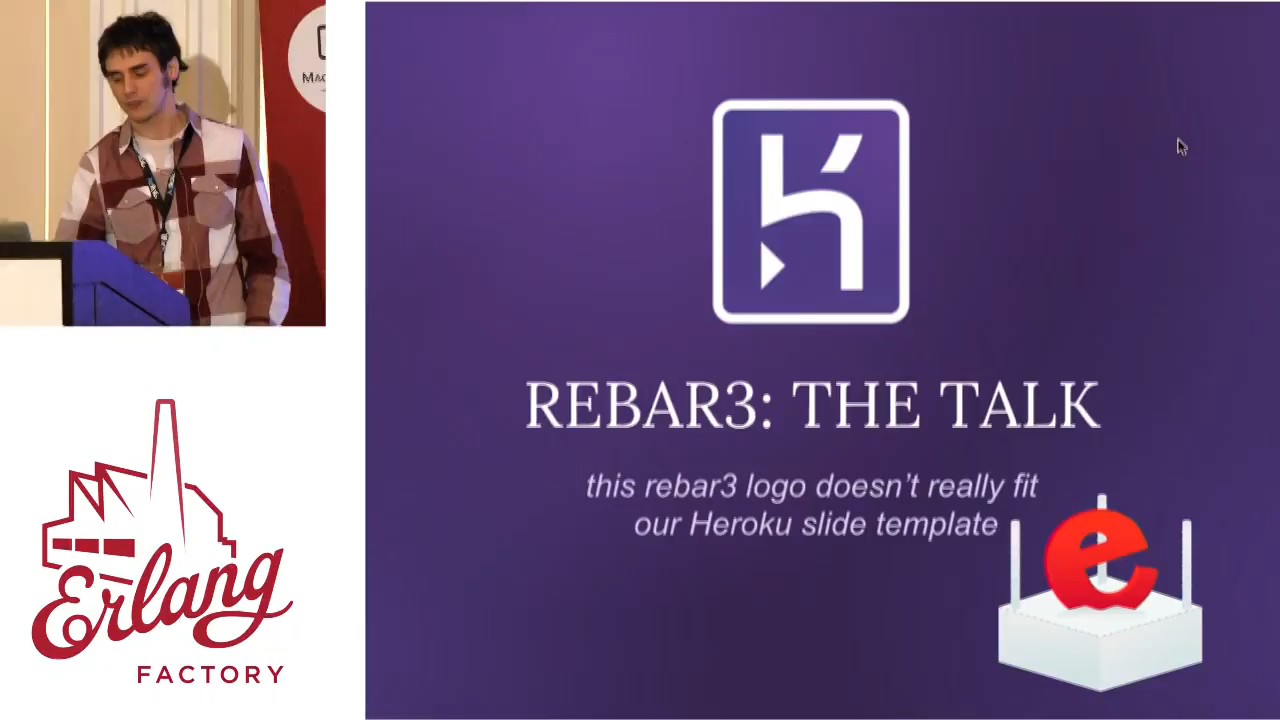 REBAR3: THE TALK
this rebar3 logo doesn't really fit
our Heroku slide template
e
Erlang
FACTORY